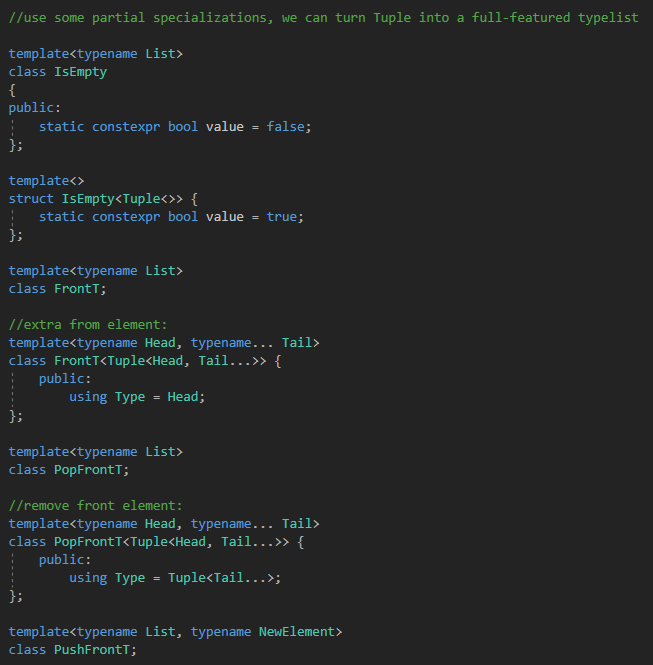 //use some partial specializations, we can turn Tuple into a full-featured typelist
template<typename List>
class IsEmpty
{
public:
    static constexpr bool value = false;
};
template<>
struct IsEmpty<Tuple<>> {
    static constexpr bool value = true;
};
template<typename List>
class FrontT;
//extra from element:
template<typename Head, typename... Tail>
class FrontT<Tuple<Head, Tail...>> {
    public:
        using Type = Head;
};
template<typename List>
class PopFrontT;
//remove front element:
template<typename Head, typename... Tail>
class PopFrontT<Tuple<Head, Tail...>> {
    public:
        using Type = Tuple<Tail...>;
};
template<typename List, typename NewElement>
class PushFrontT;